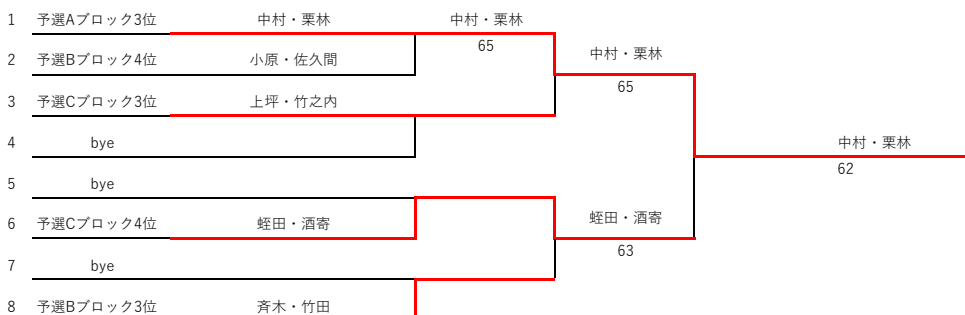 1 予選Aブロック3位 中村・栗林 中村・栗林
65
2 予選Bブロック4位 小原・佐久間 中村・栗林
65
3 予選Cブロック3位 上坪・竹之内
4 bye 中村・栗林
62
5 bye
6 予選Cブロック4位 蛭田・酒寄 蛭田・酒寄
63
7 bye
8 予選Bブロック3位 斉木・竹田